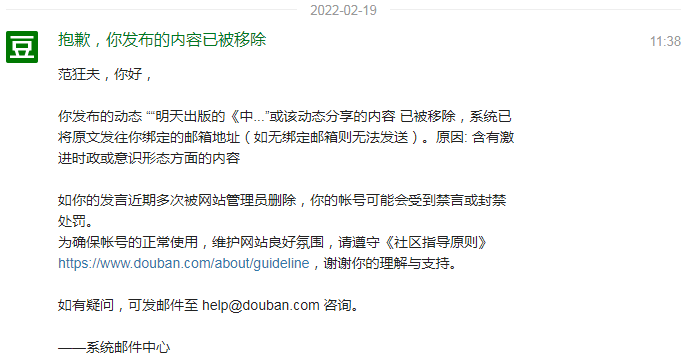 2022-02-19
豆
抱歉，你发布的内容已被移除
11:38
范狂夫，你好，
你发布的动态 ““明天出版的《中...”或该动态分享的内容 已被移除，系统已
将原文发往你绑定的邮箱地址（如无绑定邮箱则无法发送）。原因: 含有激
进时政或意识形态方面的内容
如你的发言近期多次被网站管理员删除，你的帐号可能会受到禁言或封禁
处罚。
为确保帐号的正常使用，维护网站良好氛围，请遵守《社区指导原则》
https://www.douban.com/about/guideline，谢谢你的理解与支持。
如有疑问，可发邮件至 help@douban.com 咨询。
——系统邮件中心